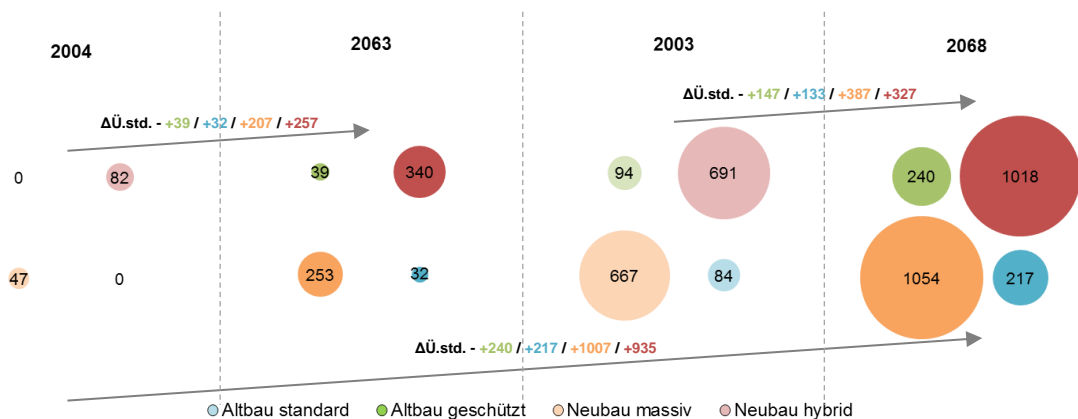 2004
2063
2003
2068
ΔÜ.std. - +39 / +32 / +207 / +257
ΔÜ.std. - +147 / +133 / +387 / +327
0
82
39
340
94
691
240
1018
47
0
253
32
667
84
1054
217
ΔÜ.std. - +240 / +217 / +1007 / +935
Altbau standard
Altbau geschützt
Neubau massiv
Neubau hybrid